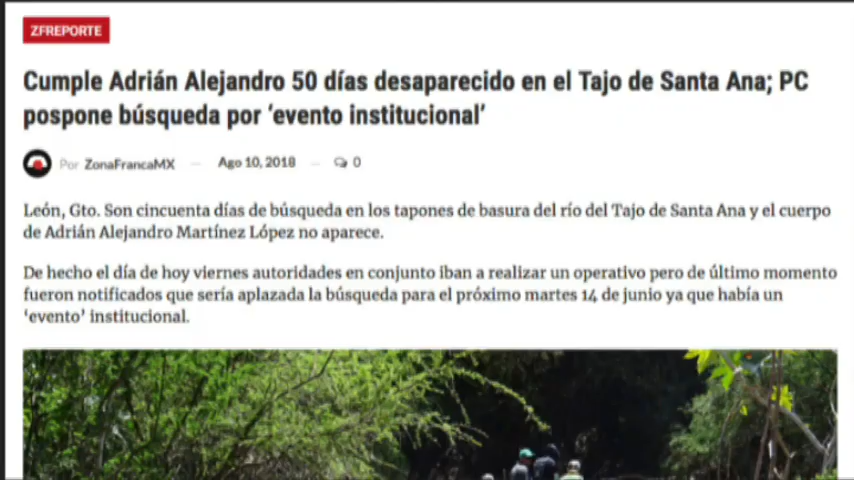 ZFREPORTE
Cumple Adrián Alejandro 50 días desaparecido en el Tajo de Santa Ana; PC
pospone búsqueda por ‘evento institucional’
Por ZonaFrancaMX — Ago 10, 2018 — 0
León, Gto. Son cincuenta días de búsqueda en los tapones de basura del río del Tajo de Santa Ana y el cuerpo
de Adrián Alejandro Martínez López no aparece.
De hecho el día de hoy viernes autoridades en conjunto iban a realizar un operativo pero de último momento
fueron notificados que sería aplazada la búsqueda para el próximo martes 14 de junio ya que había un
‘evento’ institucional.